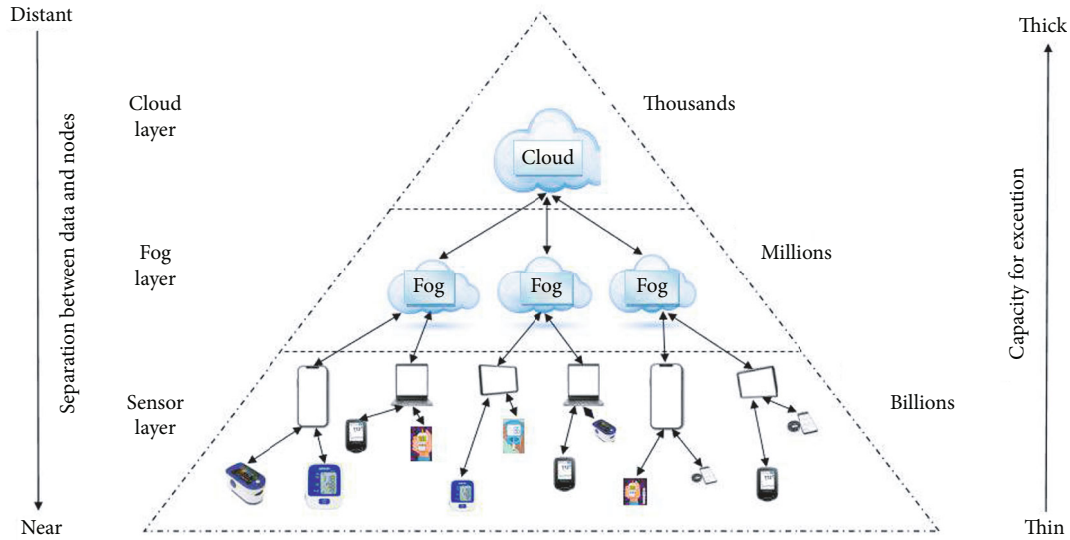 Distant
Thick
Cloud
layer
Thousands
Cloud
Separation between data and nodes
Capacity for exceution
Fog
layer
Millions
Fog
Fog
Fog
Sensor
layer
Billions
Near
Thin